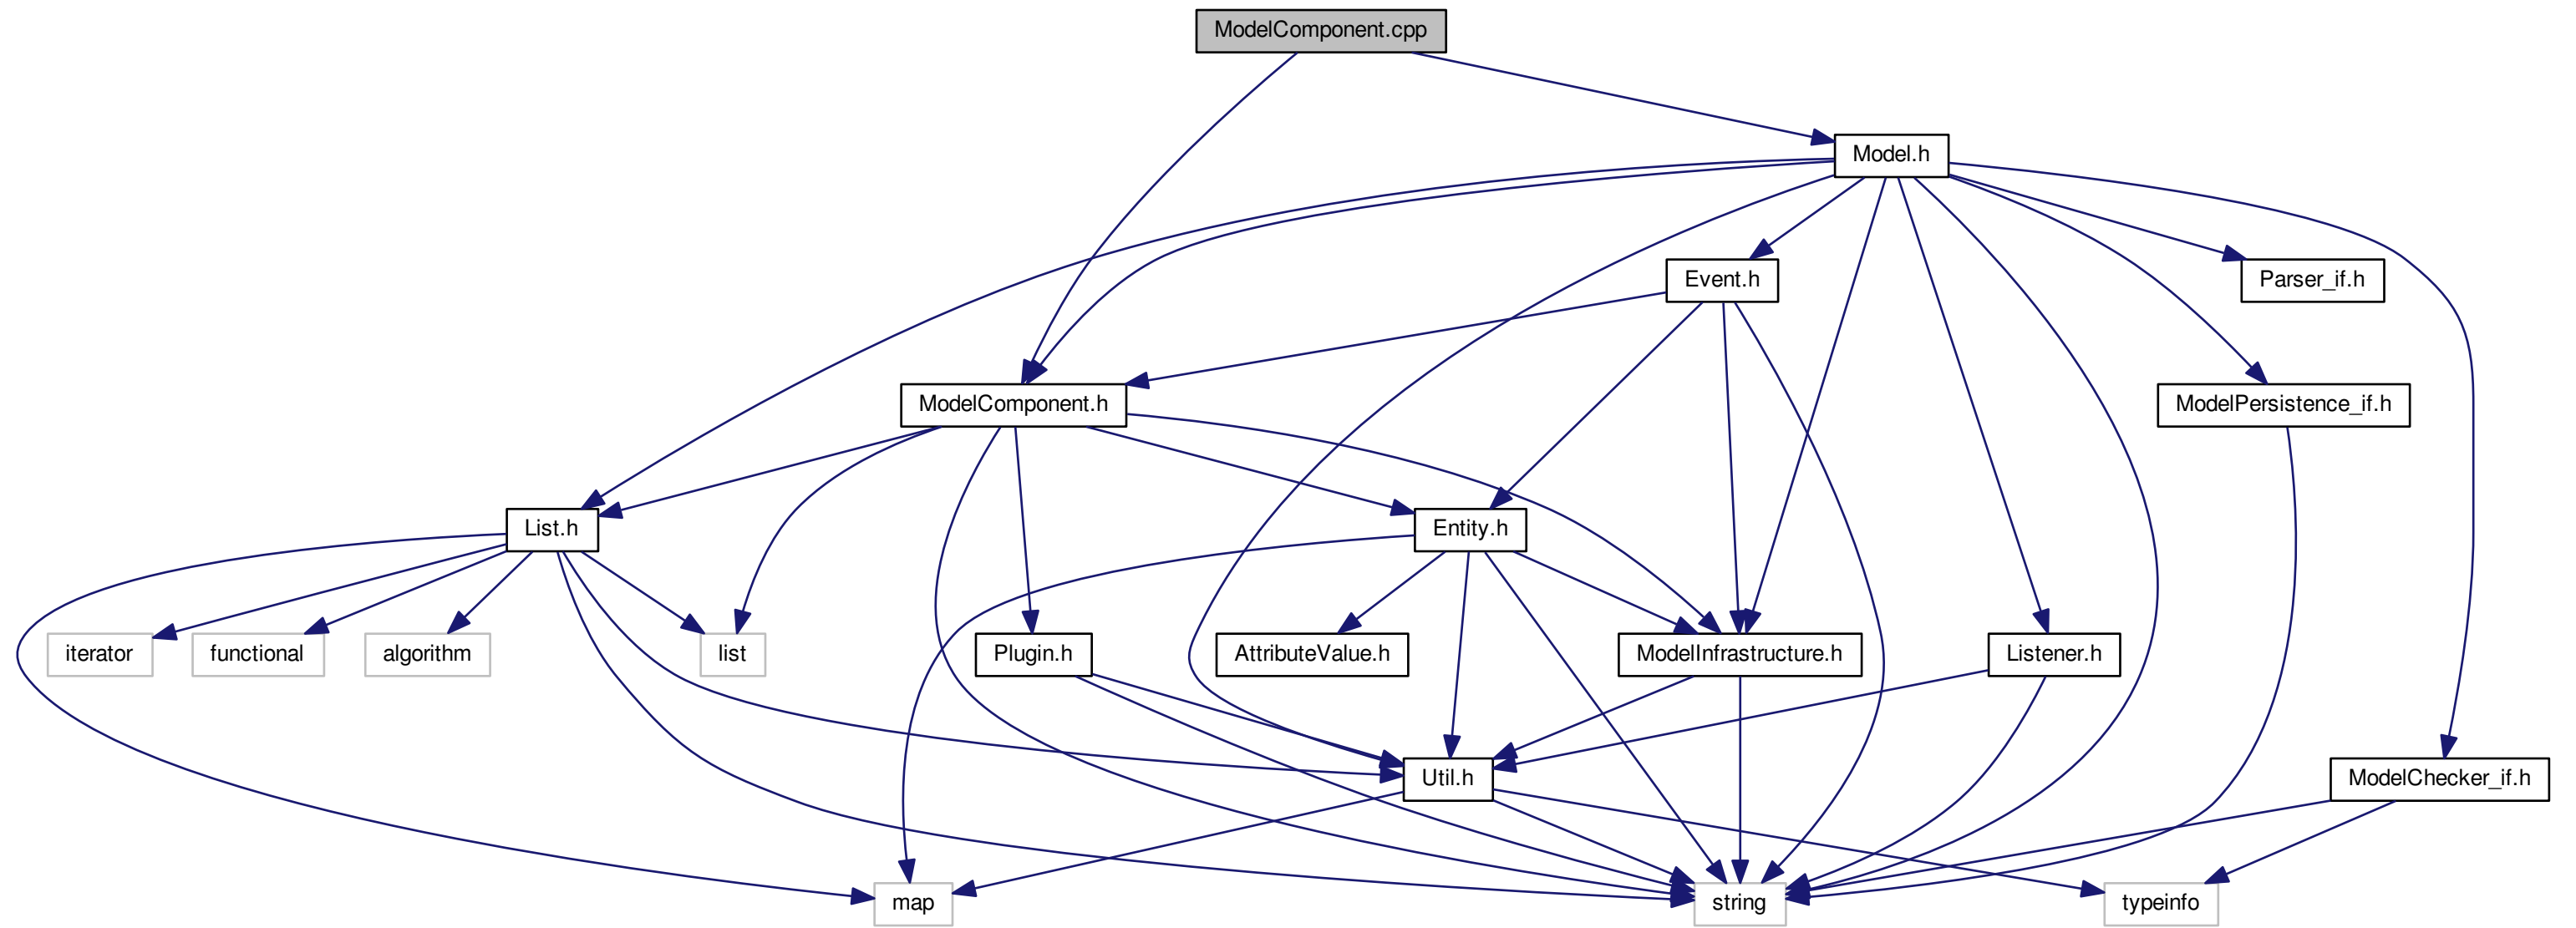 ModelComponent.cpp
Model.h
Event.h
Parser_if.h
ModelComponent.h
ModelPersistence_if.h
List.h
Entity.h
iterator
functional
algorithm
list
Plugin.h
AttributeValue.h
ModelInfrastructure.h
Listener.h
Util.h
ModelChecker_if.h
map
string
typeinfo